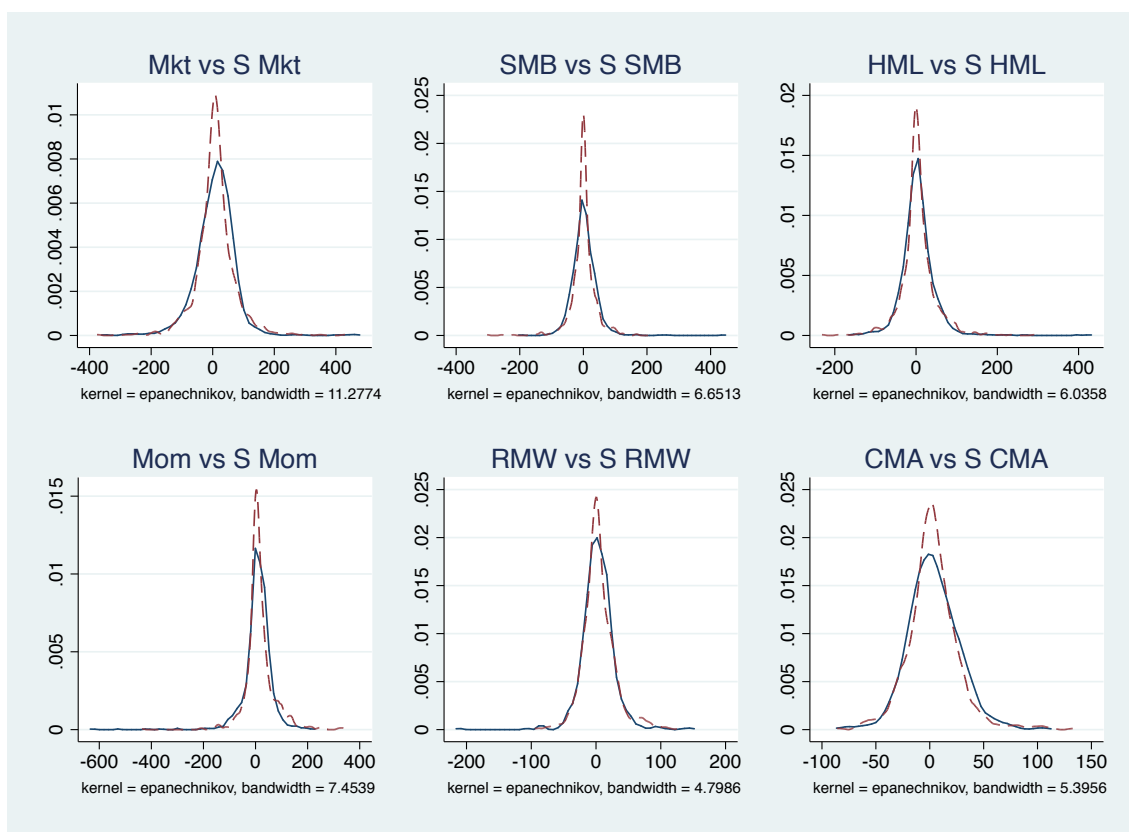 Mkt vs S Mkt
0 .002 .004 .006 .008 .01
-400 -200 0 200 400
kernel = epanechnikov, bandwidth = 11.2774
SMB vs S SMB
0 .005 .01 .015 .02 .025
-400 -200 0 200 400
kernel = epanechnikov, bandwidth = 6.6513
HML vs S HML
0 .005 .01 .015 .02
-200 0 200 400
kernel = epanechnikov, bandwidth = 6.0358
Mom vs S Mom
0 .005 .01 .015
-600 -400 -200 0 200 400
kernel = epanechnikov, bandwidth = 7.4539
RMW vs S RMW
0 .005 .01 .015 .02 .025
-200 -100 0 100 200
kernel = epanechnikov, bandwidth = 4.7986
CMA vs S CMA
0 .005 .01 .015 .02 .025
-100 -50 0 50 100 150
kernel = epanechnikov, bandwidth = 5.3956